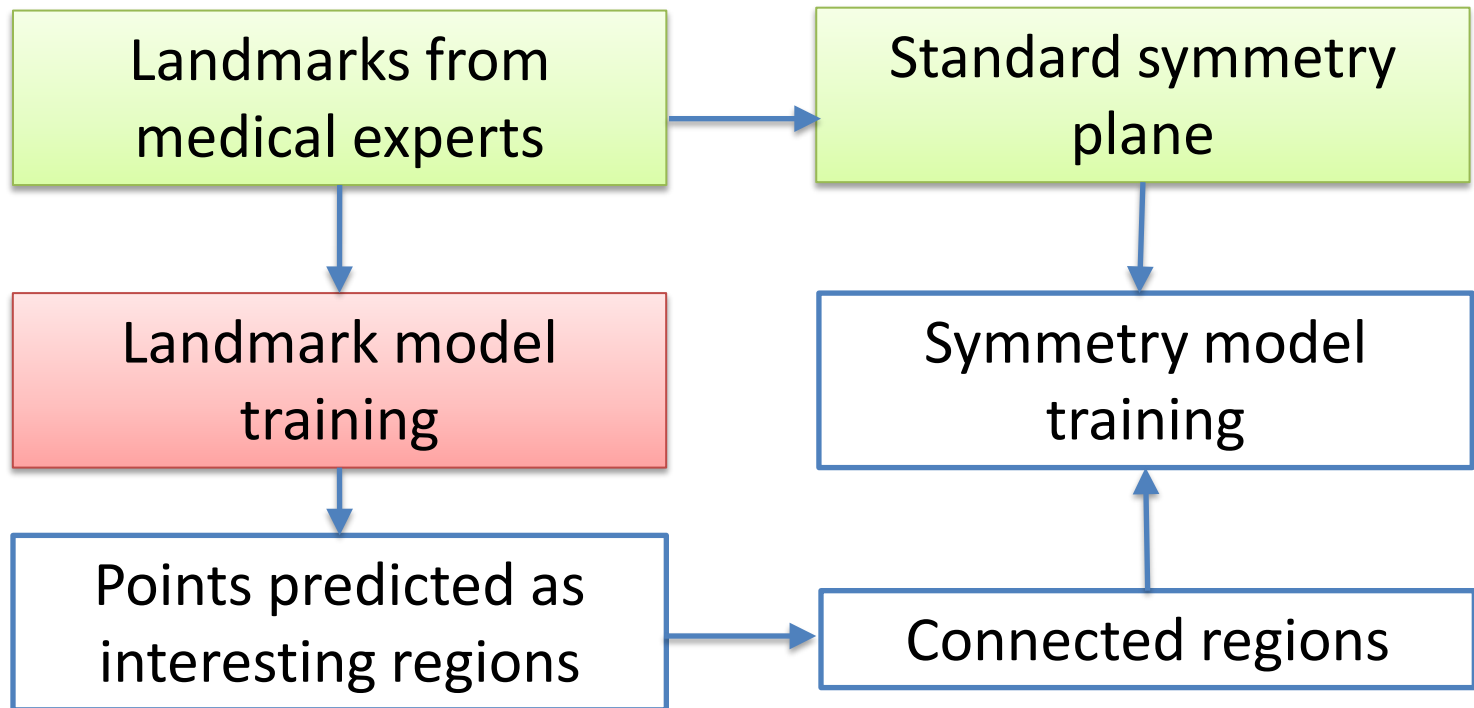 Landmarks from
medical experts
Standard symmetry
plane
Landmark model
training
Symmetry model
training
Points predicted as
interesting regions
Connected regions